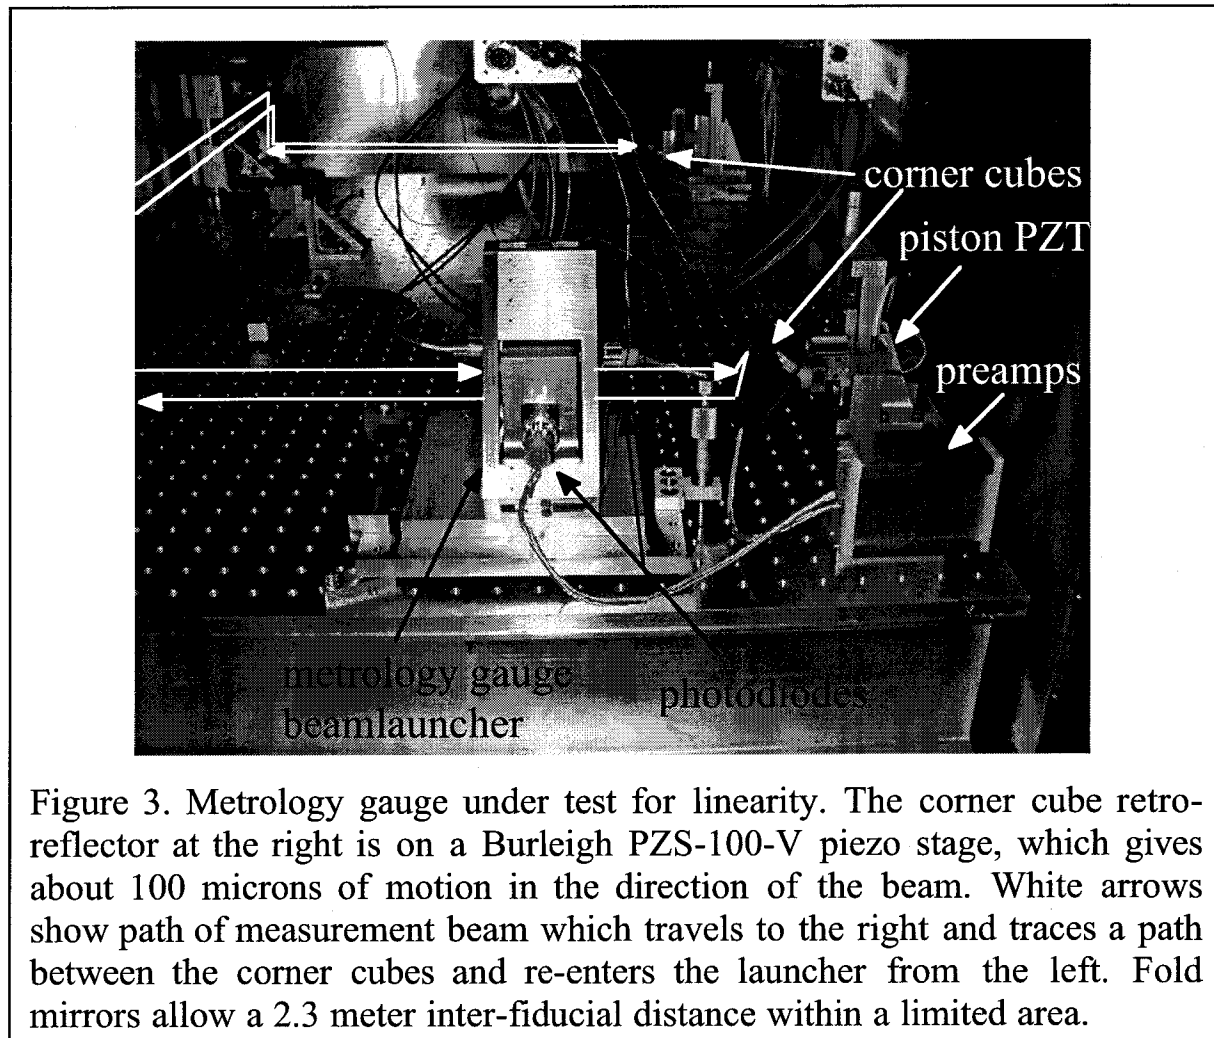 corner cubes
piston PZT
preamps
metrology gauge
beamlauncher
photodiodes
Figure 3. Metrology gauge under test for linearity. The corner cube retro-
reflector at the right is on a Burleigh PZS-100-V piezo stage, which gives
about 100 microns of motion in the direction of the beam. White arrows
show path of measurement beam which travels to the right and traces a path
between the corner cubes and re-enters the launcher from the left. Fold
mirrors allow a 2.3 meter inter-fiducial distance within a limited area.